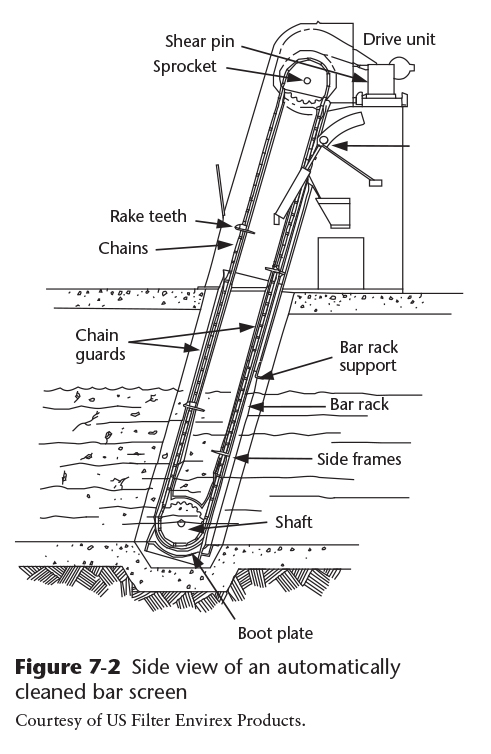 Shear pin
Drive unit
Sprocket
Rake teeth
Chains
Chain
guards
Bar rack
support
Bar rack
Side frames
Shaft
Boot plate
Figure 7-2 Side view of an automatically
cleaned bar screen
Courtesy of US Filter Envirex Products.